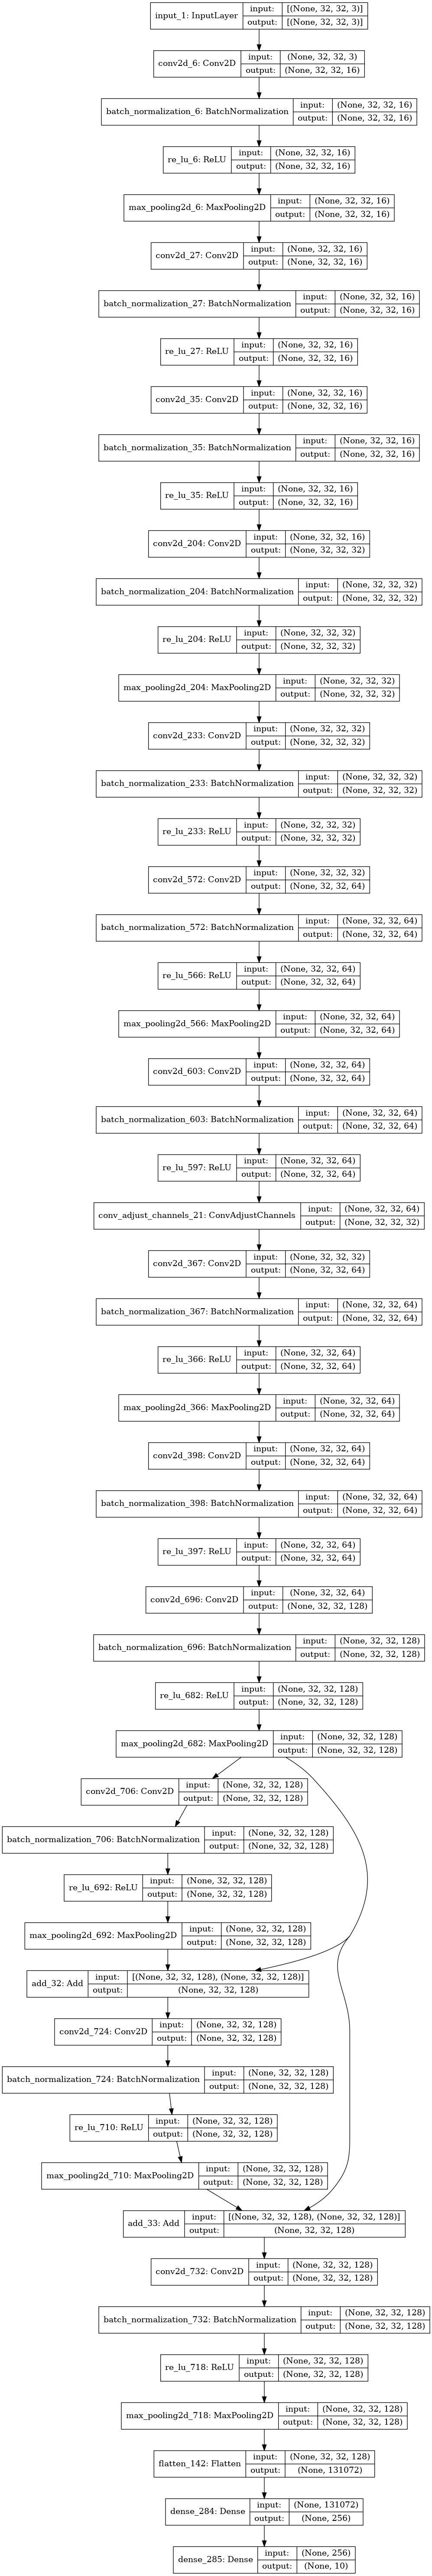 input_1: InputLayer input: [(None, 32, 32, 3)]
output: [(None, 32, 32, 3)]
conv2d_6: Conv2D input: (None, 32, 32, 3)
output: (None, 32, 32, 16)
batch_normalization_6: BatchNormalization input: (None, 32, 32, 16)
output: (None, 32, 32, 16)
re_lu_6: ReLU input: (None, 32, 32, 16)
output: (None, 32, 32, 16)
max_pooling2d_6: MaxPooling2D input: (None, 32, 32, 16)
output: (None, 32, 32, 16)
conv2d_27: Conv2D input: (None, 32, 32, 16)
output: (None, 32, 32, 16)
batch_normalization_27: BatchNormalization input: (None, 32, 32, 16)
output: (None, 32, 32, 16)
re_lu_27: ReLU input: (None, 32, 32, 16)
output: (None, 32, 32, 16)
conv2d_35: Conv2D input: (None, 32, 32, 16)
output: (None, 32, 32, 16)
batch_normalization_35: BatchNormalization input: (None, 32, 32, 16)
output: (None, 32, 32, 16)
re_lu_35: ReLU input: (None, 32, 32, 16)
output: (None, 32, 32, 16)
conv2d_204: Conv2D input: (None, 32, 32, 16)
output: (None, 32, 32, 32)
batch_normalization_204: BatchNormalization input: (None, 32, 32, 32)
output: (None, 32, 32, 32)
re_lu_204: ReLU input: (None, 32, 32, 32)
output: (None, 32, 32, 32)
max_pooling2d_204: MaxPooling2D input: (None, 32, 32, 32)
output: (None, 32, 32, 32)
conv2d_233: Conv2D input: (None, 32, 32, 32)
output: (None, 32, 32, 32)
batch_normalization_233: BatchNormalization input: (None, 32, 32, 32)
output: (None, 32, 32, 32)
re_lu_233: ReLU input: (None, 32, 32, 32)
output: (None, 32, 32, 32)
conv2d_572: Conv2D input: (None, 32, 32, 32)
output: (None, 32, 32, 64)
batch_normalization_572: BatchNormalization input: (None, 32, 32, 64)
output: (None, 32, 32, 64)
re_lu_566: ReLU input: (None, 32, 32, 64)
output: (None, 32, 32, 64)
max_pooling2d_566: MaxPooling2D input: (None, 32, 32, 64)
output: (None, 32, 32, 64)
conv2d_603: Conv2D input: (None, 32, 32, 64)
output: (None, 32, 32, 64)
batch_normalization_603: BatchNormalization input: (None, 32, 32, 64)
output: (None, 32, 32, 64)
re_lu_597: ReLU input: (None, 32, 32, 64)
output: (None, 32, 32, 64)
conv_adjust_channels_21: ConvAdjustChannels input: (None, 32, 32, 64)
output: (None, 32, 32, 32)
conv2d_367: Conv2D input: (None, 32, 32, 32)
output: (None, 32, 32, 64)
batch_normalization_367: BatchNormalization input: (None, 32, 32, 64)
output: (None, 32, 32, 64)
re_lu_366: ReLU input: (None, 32, 32, 64)
output: (None, 32, 32, 64)
max_pooling2d_366: MaxPooling2D input: (None, 32, 32, 64)
output: (None, 32, 32, 64)
conv2d_398: Conv2D input: (None, 32, 32, 64)
output: (None, 32, 32, 64)
batch_normalization_398: BatchNormalization input: (None, 32, 32, 64)
output: (None, 32, 32, 64)
re_lu_397: ReLU input: (None, 32, 32, 64)
output: (None, 32, 32, 64)
conv2d_696: Conv2D input: (None, 32, 32, 64)
output: (None, 32, 32, 128)
batch_normalization_696: BatchNormalization input: (None, 32, 32, 128)
output: (None, 32, 32, 128)
re_lu_682: ReLU input: (None, 32, 32, 128)
output: (None, 32, 32, 128)
max_pooling2d_682: MaxPooling2D input: (None, 32, 32, 128)
output: (None, 32, 32, 128)
conv2d_706: Conv2D input: (None, 32, 32, 128)
output: (None, 32, 32, 128)
batch_normalization_706: BatchNormalization input: (None, 32, 32, 128)
output: (None, 32, 32, 128)
re_lu_692: ReLU input: (None, 32, 32, 128)
output: (None, 32, 32, 128)
max_pooling2d_692: MaxPooling2D input: (None, 32, 32, 128)
output: (None, 32, 32, 128)
add_32: Add input: [(None, 32, 32, 128), (None, 32, 32, 128)]
output: (None, 32, 32, 128)
conv2d_724: Conv2D input: (None, 32, 32, 128)
output: (None, 32, 32, 128)
batch_normalization_724: BatchNormalization input: (None, 32, 32, 128)
output: (None, 32, 32, 128)
re_lu_710: ReLU input: (None, 32, 32, 128)
output: (None, 32, 32, 128)
max_pooling2d_710: MaxPooling2D input: (None, 32, 32, 128)
output: (None, 32, 32, 128)
add_33: Add input: [(None, 32, 32, 128), (None, 32, 32, 128)]
output: (None, 32, 32, 128)
conv2d_732: Conv2D input: (None, 32, 32, 128)
output: (None, 32, 32, 128)
batch_normalization_732: BatchNormalization input: (None, 32, 32, 128)
output: (None, 32, 32, 128)
re_lu_718: ReLU input: (None, 32, 32, 128)
output: (None, 32, 32, 128)
max_pooling2d_718: MaxPooling2D input: (None, 32, 32, 128)
output: (None, 32, 32, 128)
flatten_142: Flatten input: (None, 32, 32, 128)
output: (None, 131072)
dense_284: Dense input: (None, 131072)
output: (None, 256)
dense_285: Dense input: (None, 256)
output: (None, 10)